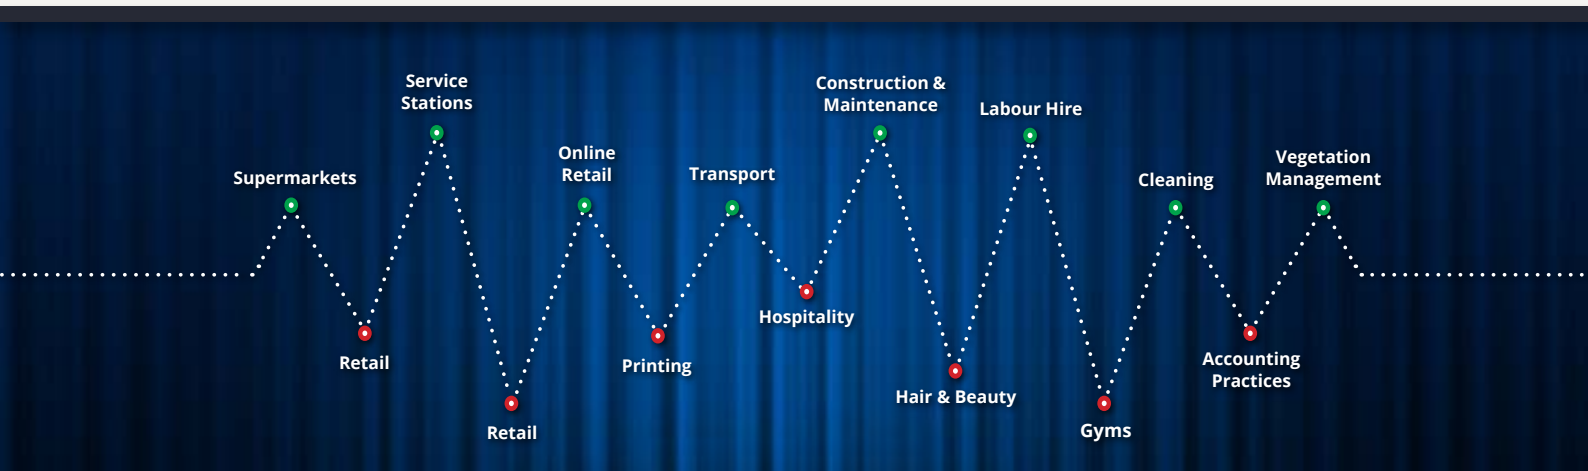 Service
Stations
Construction &
Maintenance
Labour Hire
Online
Retail
Vegetation
Management
Supermarkets
Transport
Cleaning
Hospitality
Retail
Printing
Accounting
Practices
Hair & Beauty
Retail
Gyms